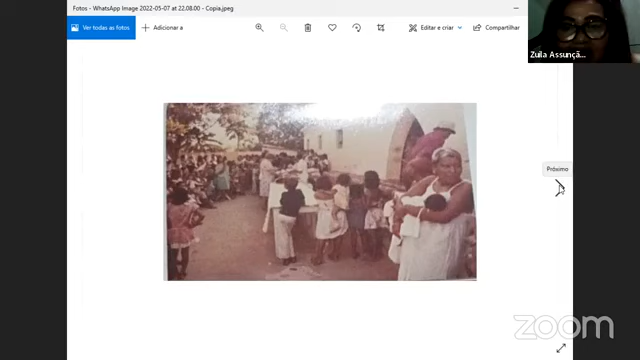 Fotos - WhatsApp Image 2022-05-07 at 22.08.00 - Copia.jpeg
Ver todas as fotos
Adicionar a
Editar e criar
Compartilhar
Zuila Assunçã...
Próximo
zoom